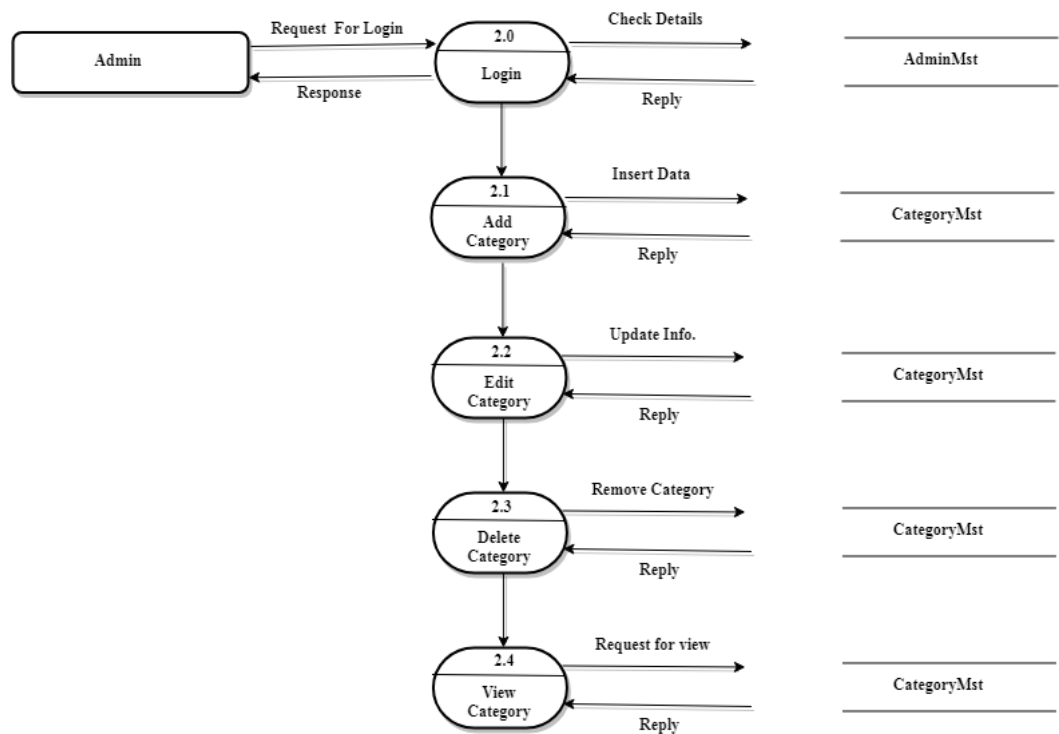 Request For Login
Check Details
2.0
Admin
Login
AdminMst
Response
Reply
Insert Data
2.1
Add
Category
CategoryMst
Reply
Update Info.
2.2
Edit
Category
CategoryMst
Reply
Remove Category
2.3
Delete
Category
CategoryMst
Reply
Request for view
2.4
View
Category
CategoryMst
Reply